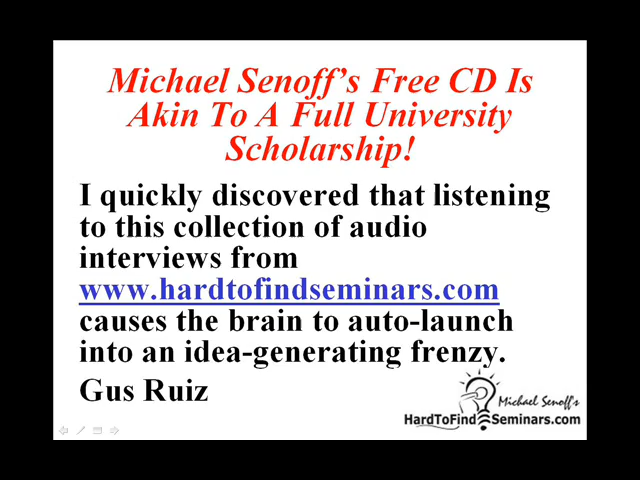 Michael Senoff's Free CD Is
Akin To A Full University
Scholarship!
I quickly discovered that listening
to this collection of audio
interviews from
www.hardtofindseminars.com
causes the brain to auto-launch
into an idea-generating frenzy.
Gus Ruiz
Michael Senoff's
HardToFindSeminars.com